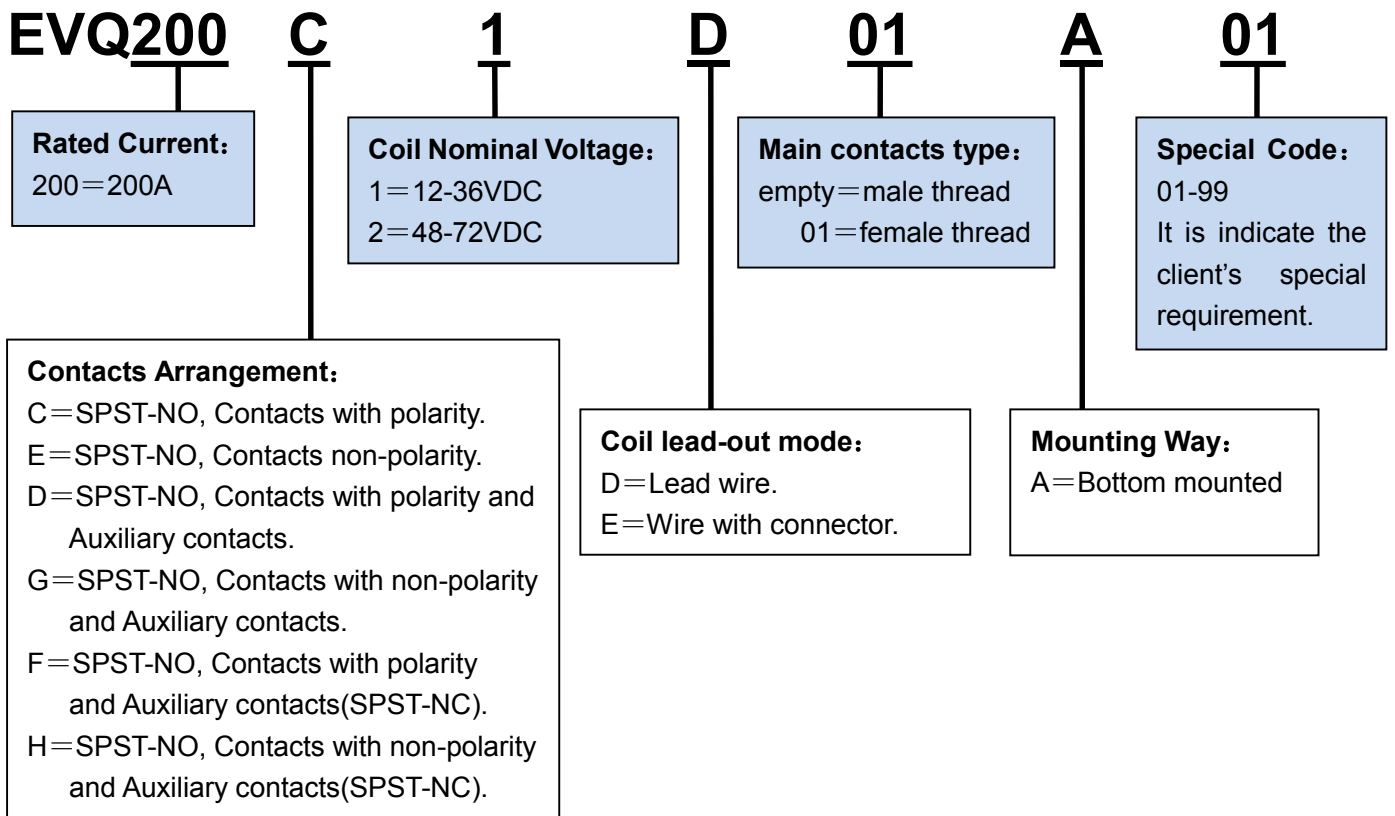 EVQ200 C 1 D 01 A 01
Rated Current：
200＝200A
Coil Nominal Voltage：
1＝12-36VDC
2＝48-72VDC
Main contacts type：
empty＝male thread
01＝female thread
Special Code：
01-99
It is indicate the
client’s special
requirement.
Contacts Arrangement：
C＝SPST-NO, Contacts with polarity.
E＝SPST-NO, Contacts non-polarity.
D＝SPST-NO, Contacts with polarity and
Auxiliary contacts.
G＝SPST-NO, Contacts with non-polarity
and Auxiliary contacts.
F＝SPST-NO, Contacts with polarity
and Auxiliary contacts(SPST-NC).
H＝SPST-NO, Contacts with non-polarity
and Auxiliary contacts(SPST-NC).
Coil lead-out mode：
D＝Lead wire.
E＝Wire with connector.
Mounting Way：
A＝Bottom mounted